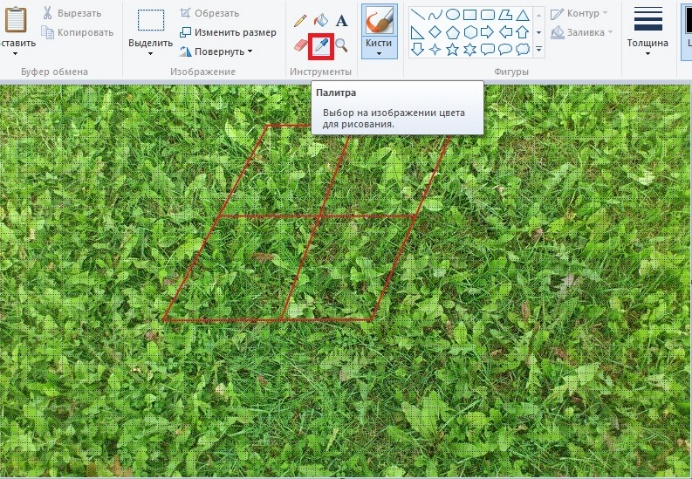 Вырезать
Копировать
ставить
Буфер обмена
Выделить
Обрезать
Изменить размер
Повернуть
Изображение
A
Инструменты
Кисти
Контур
Заливка
Фигуры
Толщина
Палитра
Выбор на изображении цвета
для рисования.